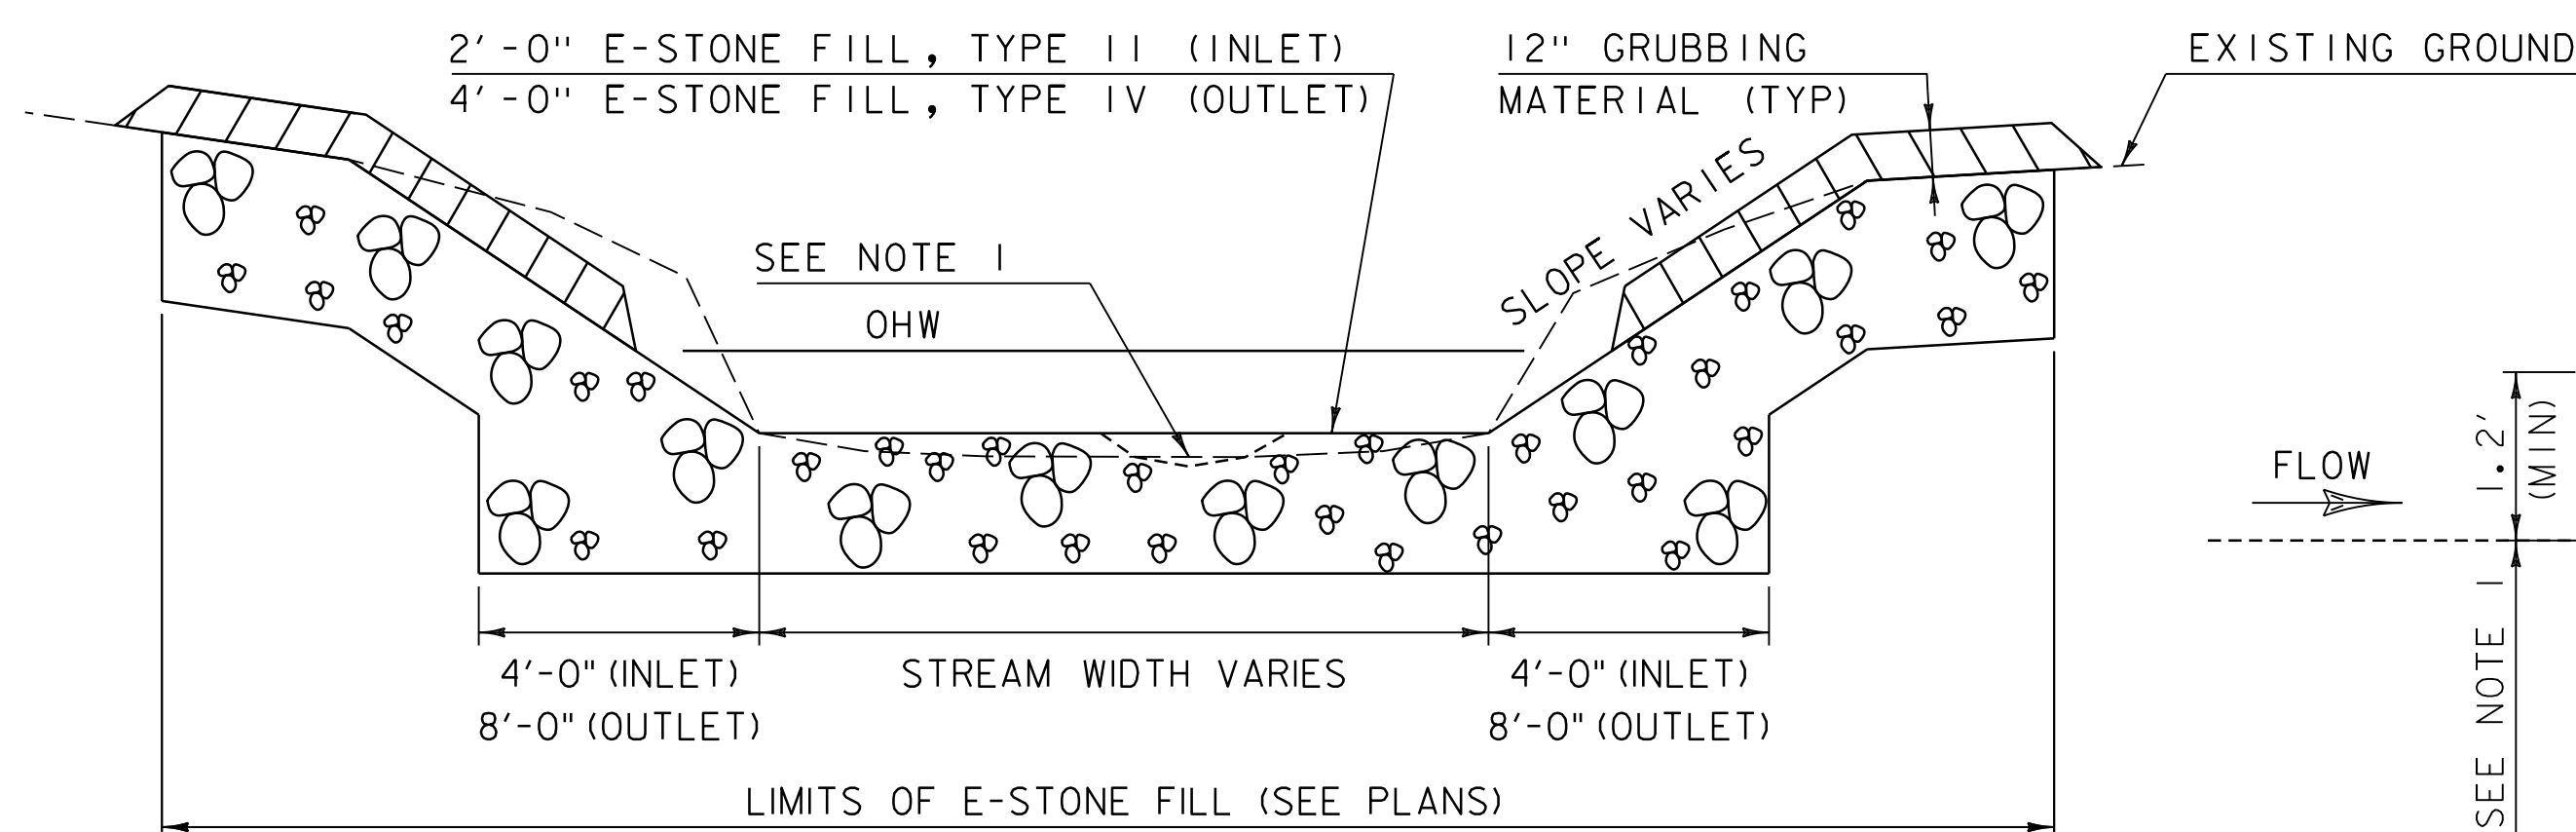 2'-0" E-STONE FILL, TYPE II (INLET)
4'-0" E-STONE FILL, TYPE IV (OUTLET)
12" GRUBBING
MATERIAL (TYP)
EXISTING GROUND
SLOPE VARIES
SEE NOTE 1
OHW
FLOW
1.2'
(MIN)
SEE NOTE 1
4'-0" (INLET)
8'-0" (OUTLET)
STREAM WIDTH VARIES
4'-0" (INLET)
8'-0" (OUTLET)
LIMITS OF E-STONE FILL (SEE PLANS)